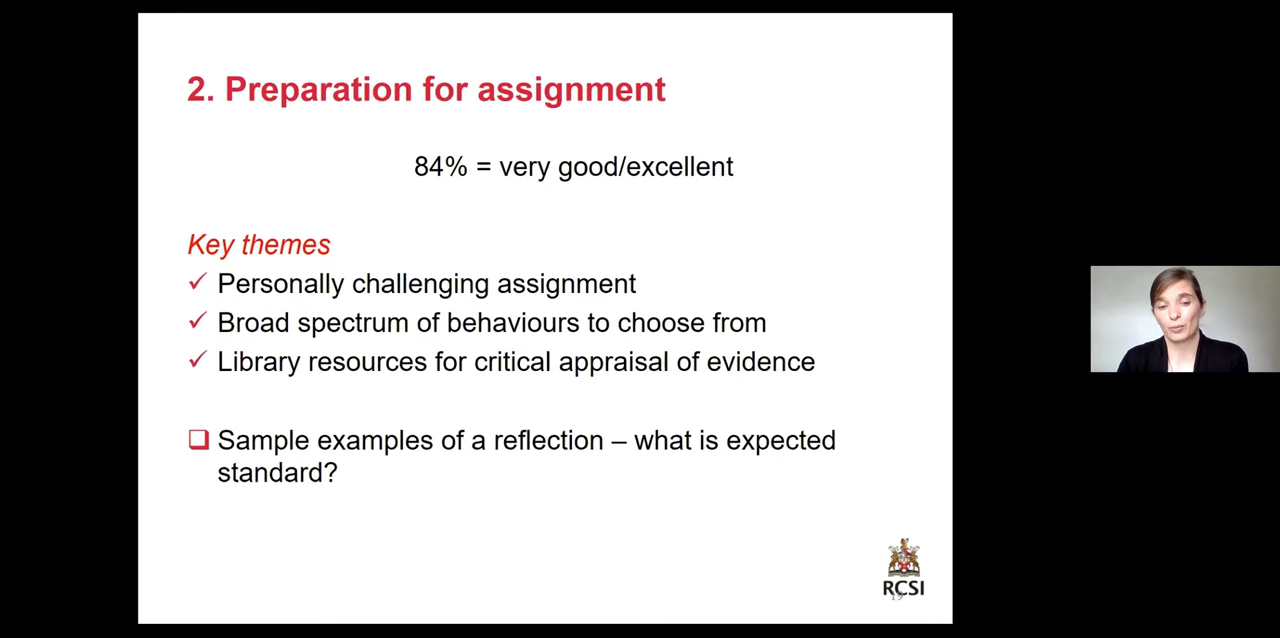 2. Preparation for assignment
84% = very good/excellent
Key themes
✓ Personally challenging assignment
✓ Broad spectrum of behaviours to choose from
✓ Library resources for critical appraisal of evidence
❑ Sample examples of a reflection – what is expected
standard?
RCSI
19